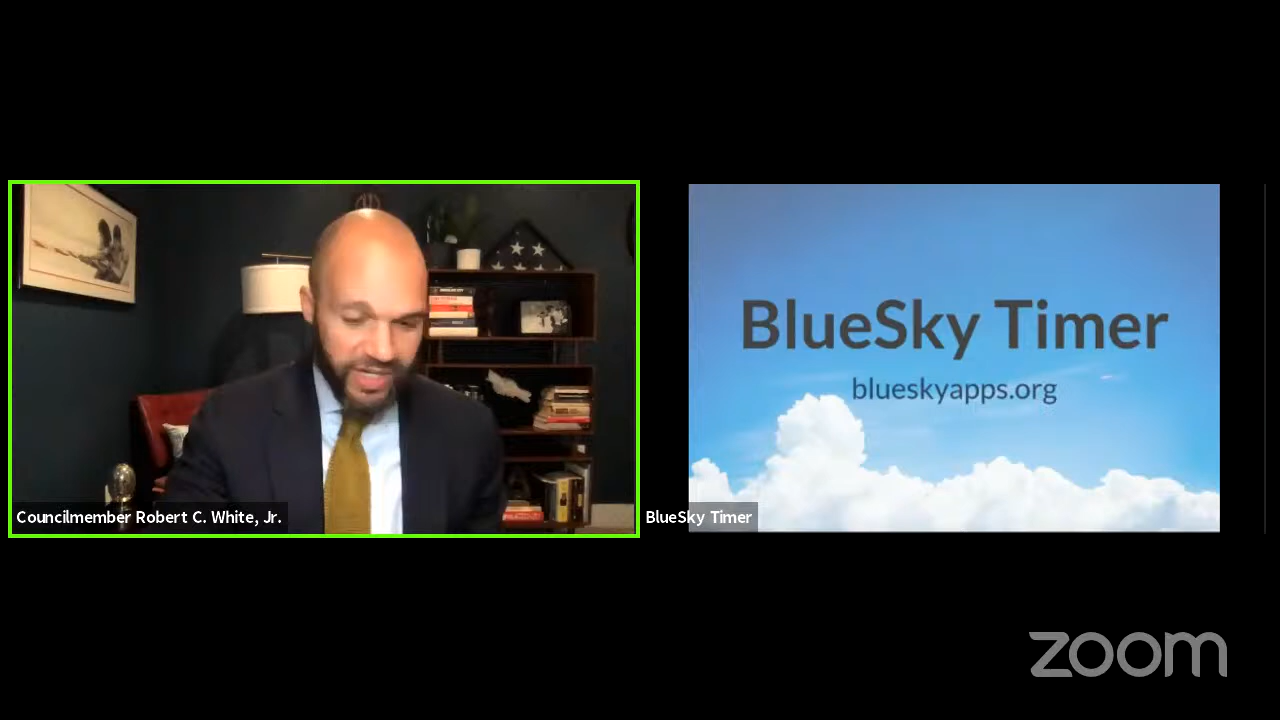 BlueSky Timer
blueskyapps.org
Councilmember Robert C. White, Jr.
BlueSky Timer
zoom